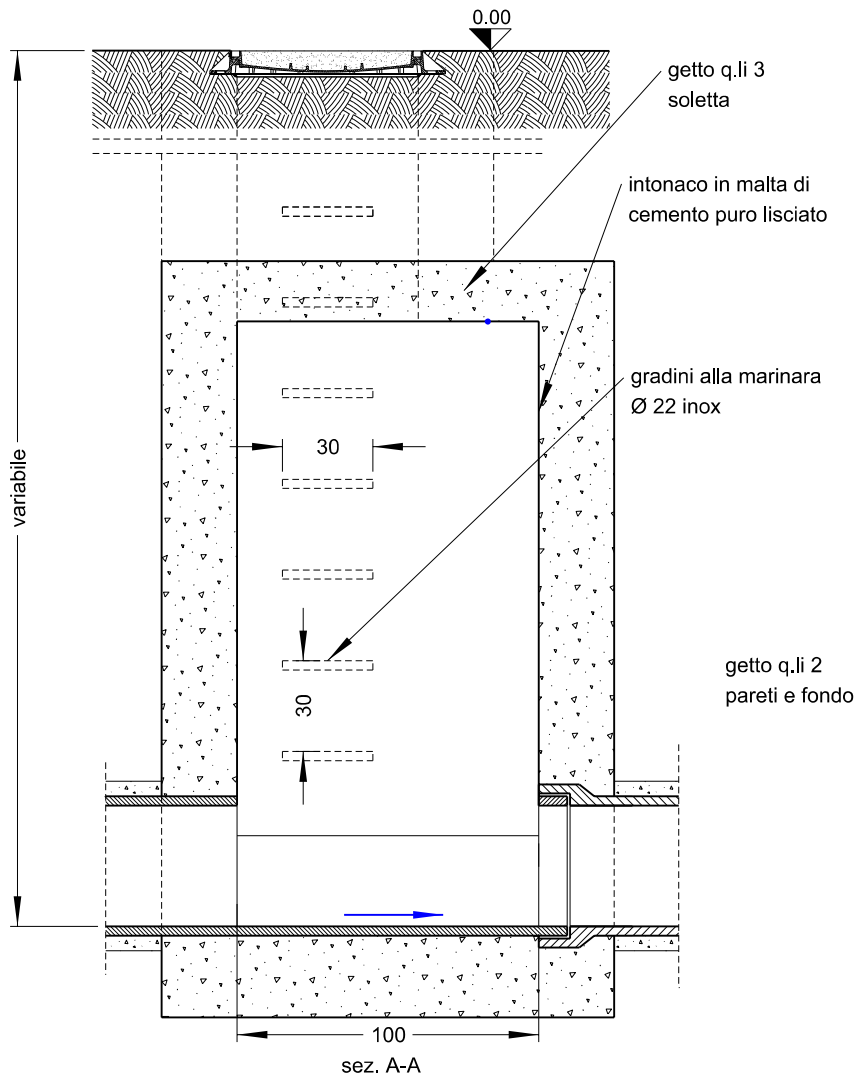 0.00
getto q.li 3
soletta
intonaco in malta di
cemento puro lisciato
gradini alla marinara
Ø 22 inox
30
variabile
30
getto q.li 2
pareti e fondo
100
sez. A-A